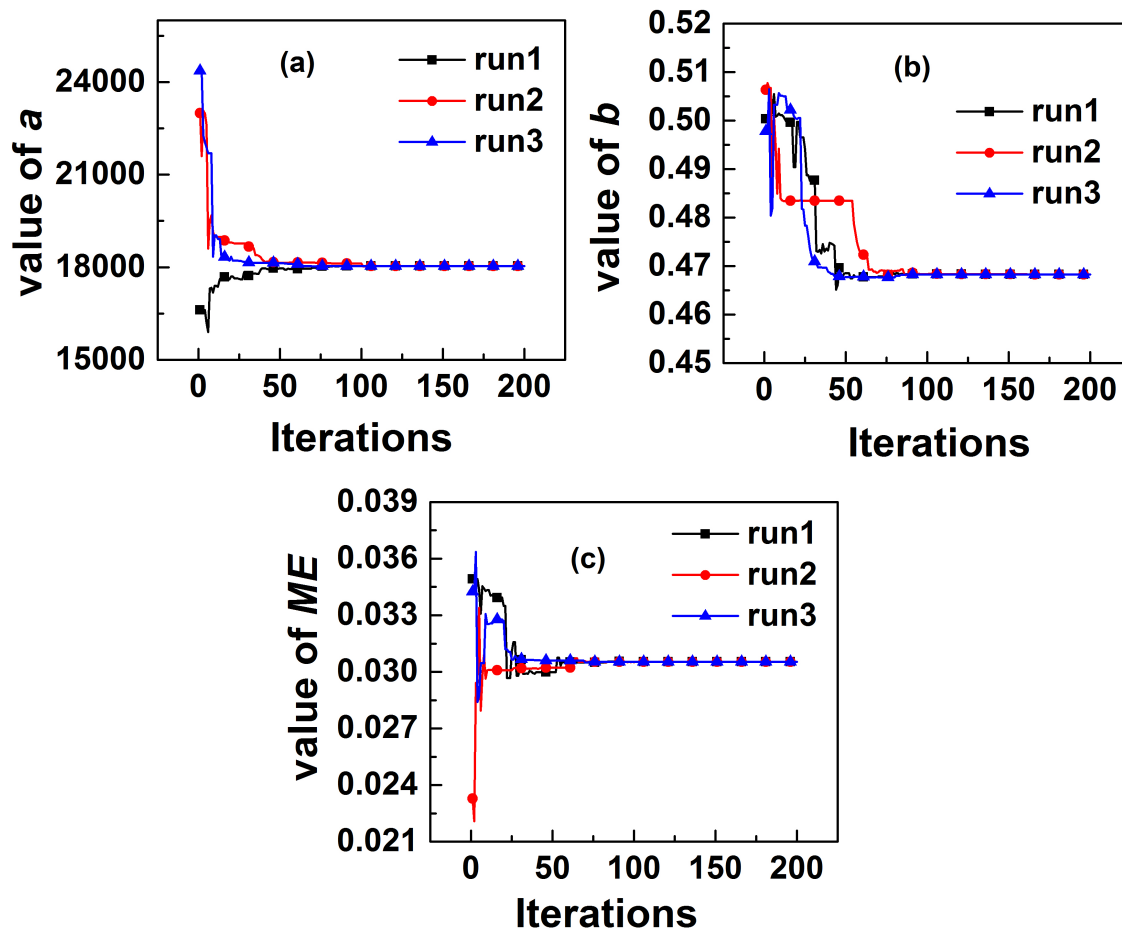 (a)
run1
run2
run3
24000
21000
18000
15000
value of a
0
50
100
150
200
Iterations
(b)
run1
run2
run3
0.51
0.50
0.49
0.48
0.47
0.46
0.45
value of b
0
50
100
150
200
Iterations
(c)
run1
run2
run3
0.039
0.036
0.033
0.030
0.027
0.024
0.021
value of ME
0
50
100
150
200
Iterations